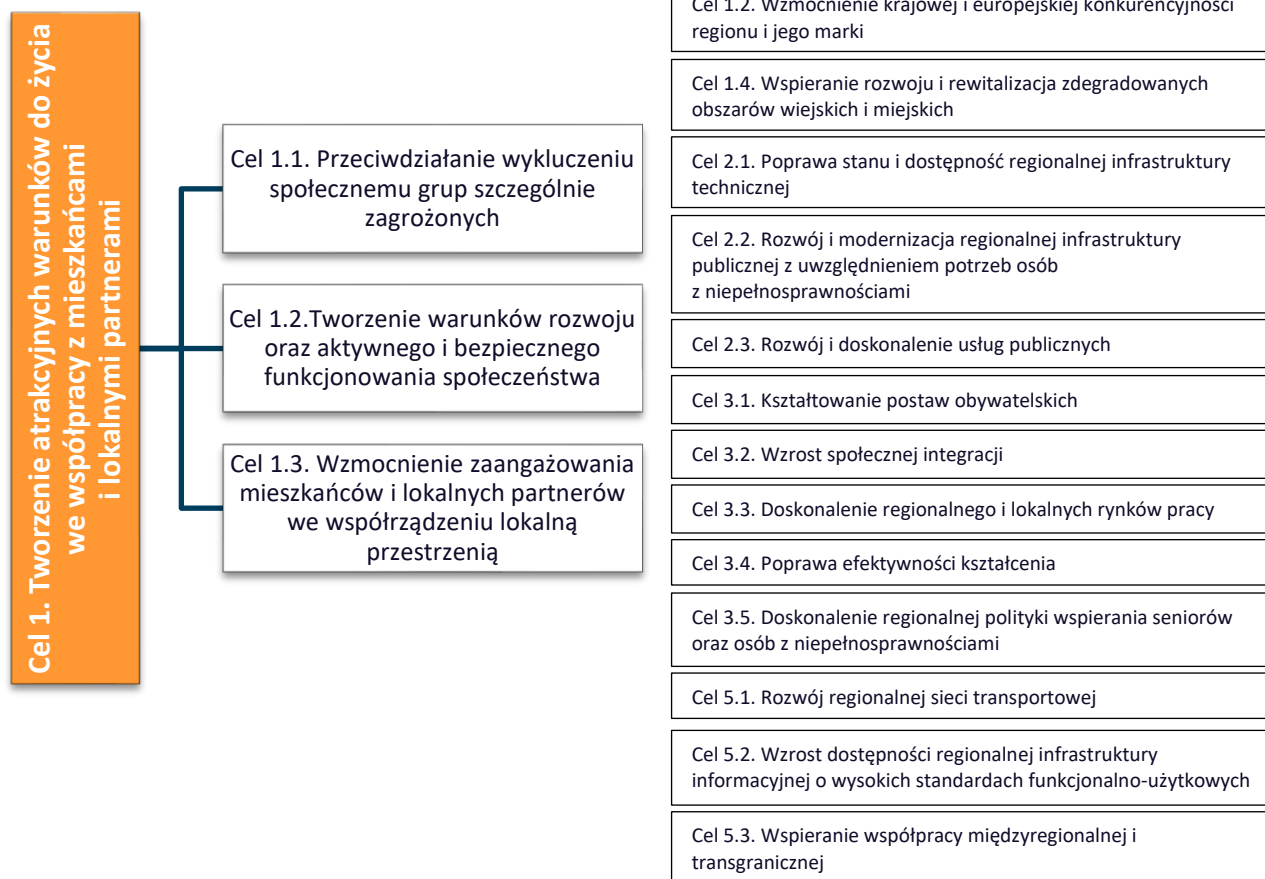 Cel 1. Tworzenie atrakcyjnych warunków do życia
we współpracy z mieszkańcami
i lokalnymi partnerami
Cel 1.1. Przeciwdziałanie wykluczeniu
społecznemu grup szczególnie
zagrożonych
Cel 1.2.Tworzenie warunków rozwoju
oraz aktywnego i bezpiecznego
funkcjonowania społeczeństwa
Cel 1.3. Wzmocnienie zaangażowania
mieszkańców i lokalnych partnerów
we współrządzeniu lokalną
przestrzenią
Cel 1.2. Wzmocnienie krajowej i europejskiej konkurencyjności
regionu i jego marki
Cel 1.4. Wspieranie rozwoju i rewitalizacja zdegradowanych
obszarów wiejskich i miejskich
Cel 2.1. Poprawa stanu i dostępność regionalnej infrastruktury
technicznej
Cel 2.2. Rozwój i modernizacja regionalnej infrastruktury
publicznej z uwzględnieniem potrzeb osób
z niepełnosprawnościami
Cel 2.3. Rozwój i doskonalenie usług publicznych
Cel 3.1. Kształtowanie postaw obywatelskich
Cel 3.2. Wzrost społecznej integracji
Cel 3.3. Doskonalenie regionalnego i lokalnych rynków pracy
Cel 3.4. Poprawa efektywności kształcenia
Cel 3.5. Doskonalenie regionalnej polityki wspierania seniorów
oraz osób z niepełnosprawnościami
Cel 5.1. Rozwój regionalnej sieci transportowej
Cel 5.2. Wzrost dostępności regionalnej infrastruktury
informacyjnej o wysokich standardach funkcjonalno-użytkowych
Cel 5.3. Wspieranie współpracy międzyregionalnej i
transgranicznej